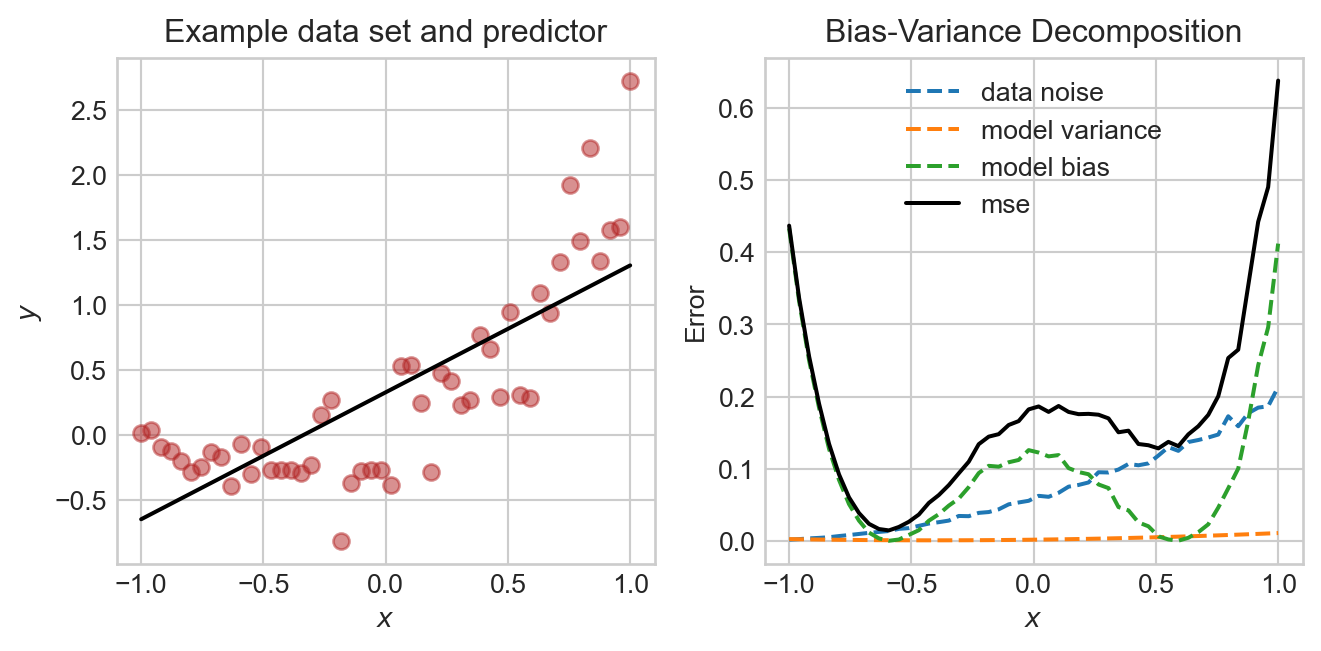 Example data set and predictor
y
2.5
2.0
1.5
1.0
0.5
0.0
−0.5
−1.0 −0.5 0.0 0.5 1.0
x
Bias-Variance Decomposition
Error
0.6
0.5
0.4
0.3
0.2
0.1
0.0
data noise
model variance
model bias
mse
−1.0 −0.5 0.0 0.5 1.0
x